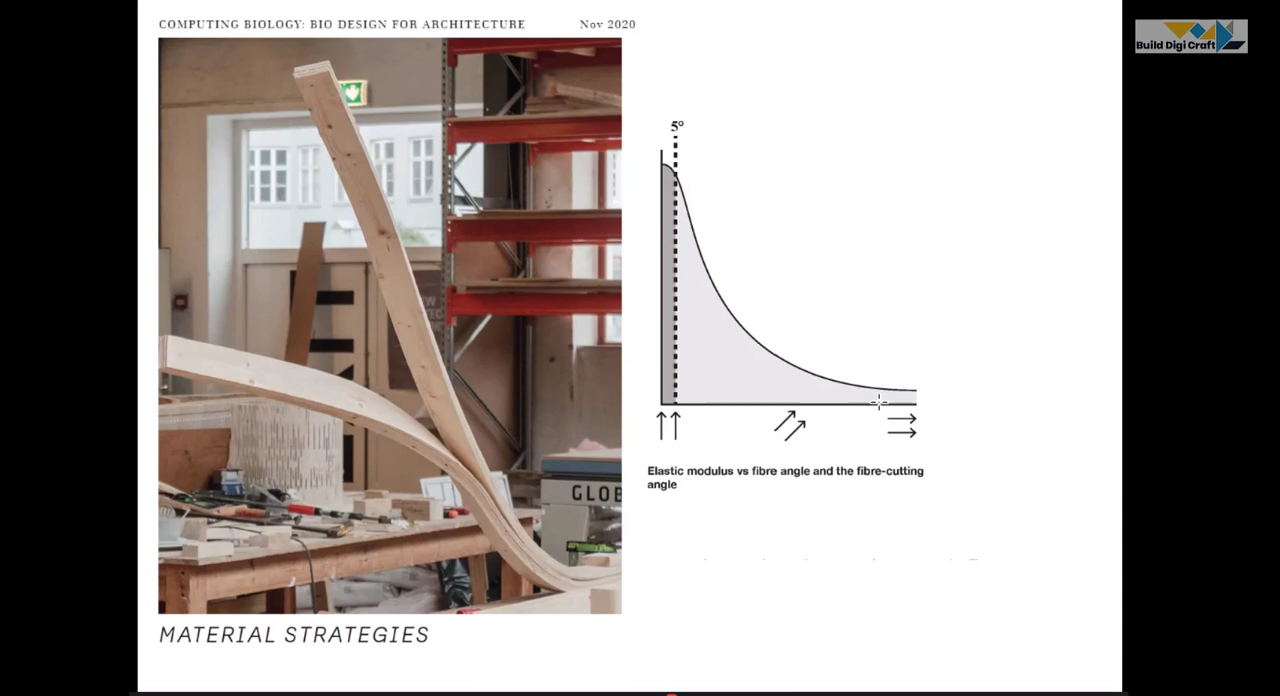 COMPUTING BIOLOGY: BIO DESIGN FOR ARCHITECTURE Nov 2020
Build Digi Craft
5°
GLOB
Elastic modulus vs fibre angle and the fibre-cutting
angle
MATERIAL STRATEGIES